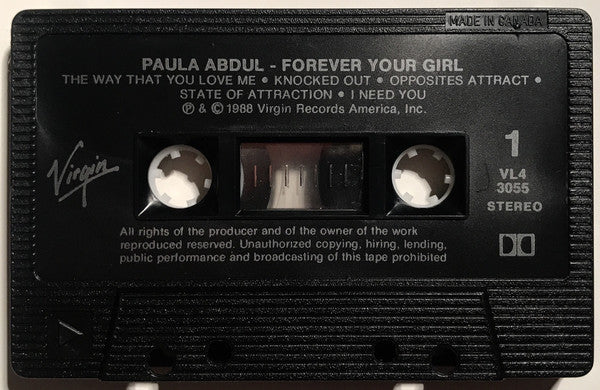 MADE IN CANADA
PAULA ABDUL - FOREVER YOUR GIRL
THE WAY THAT YOU LOVE ME • KNOCKED OUT • OPPOSITES ATTRACT •
STATE OF ATTRACTION • I NEED YOU
℗ & © 1988 Virgin Records America, Inc.
Virgin
1
VL4
3055
STEREO
All rights of the producer and of the owner of the work
reproduced reserved. Unauthorized copying, hiring, lending,
public performance and broadcasting of this tape prohibited